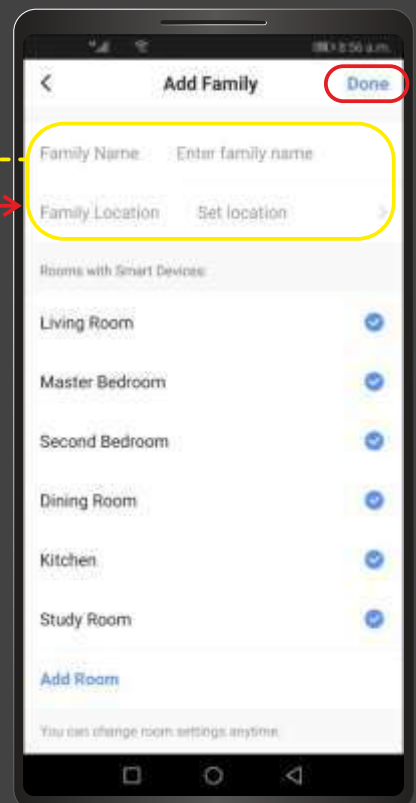 8:56 a.m.
Add Family
Done
Family Name Enter family name
Family Location Set location
Rooms with Smart Devices:
Living Room
Master Bedroom
Second Bedroom
Dining Room
Kitchen
Study Room
Add Room
You can change room settings anytime